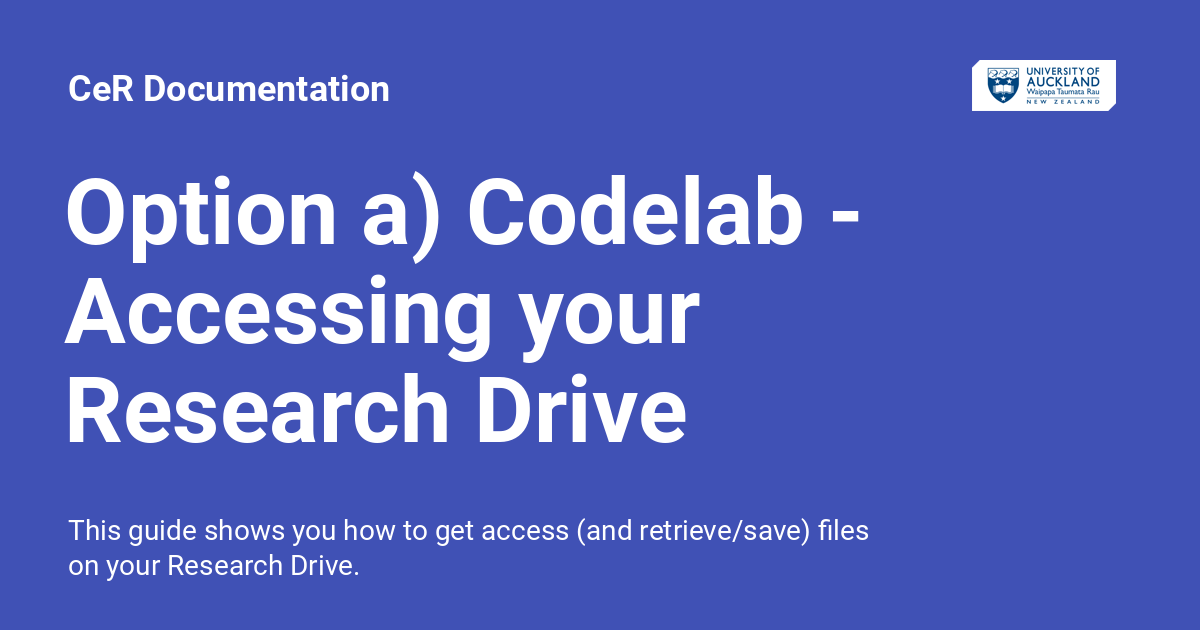 CeR Documentation
UNIVERSITY OF
AUCKLAND
Waipapa Taumata Rau
NEW ZEALAND
Option a) Codelab -
Accessing your
Research Drive
This guide shows you how to get access (and retrieve/save) files
on your Research Drive.